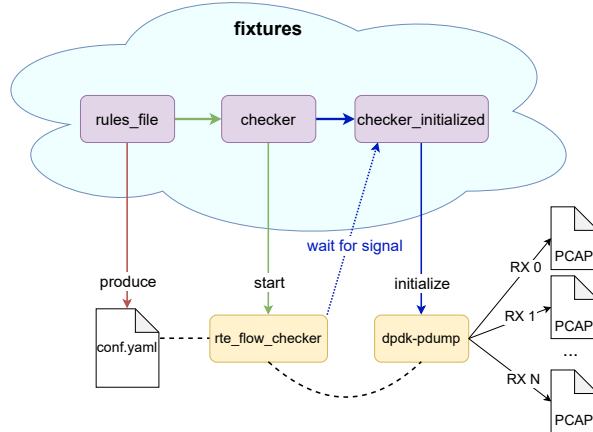 fixtures
rules_file
checker
checker_initialized
wait for signal
produce
start
initialize
conf.yaml
rte_flow_checker
dpdk-pdump
RX 0
PCAP
RX 1
PCAP
...
RX N
PCAP